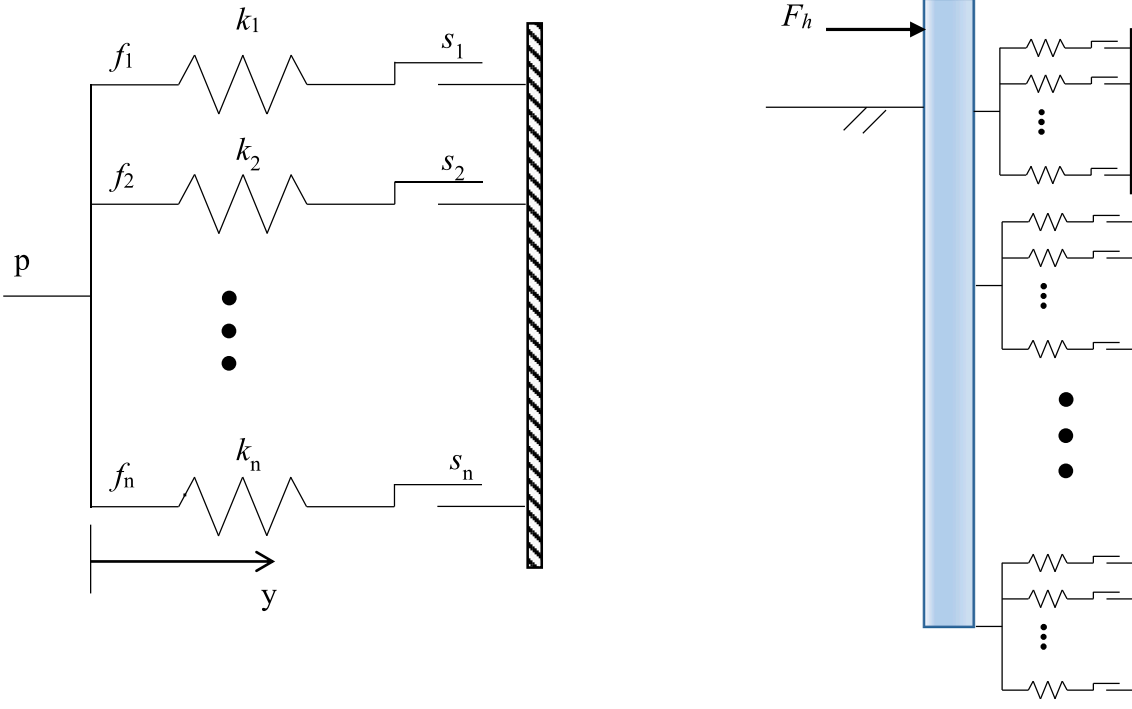 k₁
f₁
s₁
k₂
f₂
s₂
p
kₙ
fₙ
sₙ
y
Fₕ